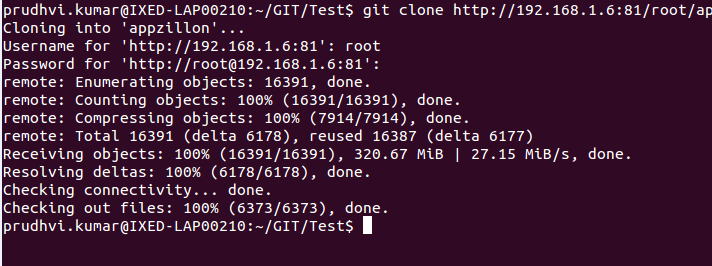 prudhvi.kumar@IXED-LAP00210:~/GIT/Test$ git clone http://192.168.1.6:81/root/ap
Cloning into 'appzillon'...
Username for 'http://192.168.1.6:81': root
Password for 'http://root@192.168.1.6:81':
remote: Enumerating objects: 16391, done.
remote: Counting objects: 100% (16391/16391), done.
remote: Compressing objects: 100% (7914/7914), done.
remote: Total 16391 (delta 6178), reused 16387 (delta 6177)
Receiving objects: 100% (16391/16391), 320.67 MiB | 27.15 MiB/s, done.
Resolving deltas: 100% (6178/6178), done.
Checking connectivity... done.
Checking out files: 100% (6373/6373), done.
prudhvi.kumar@IXED-LAP00210:~/GIT/Test$